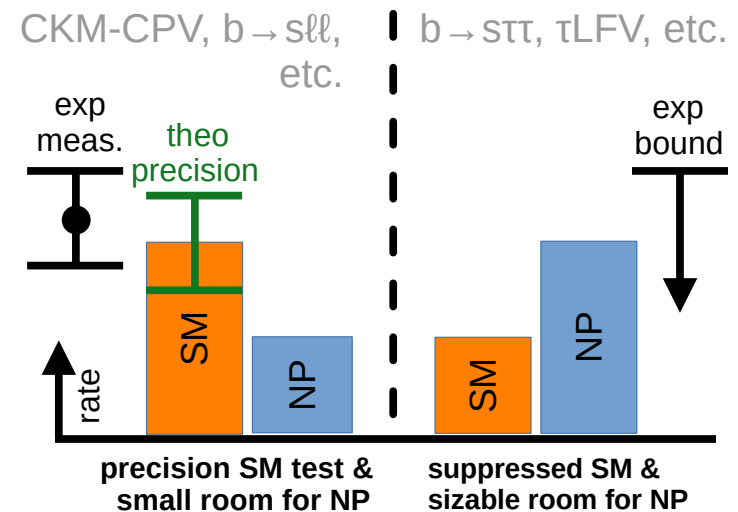 CKM-CPV, b→sℓℓ,
etc.
b→sττ, τLFV, etc.
exp
meas.
theo
precision
exp
bound
SM
NP
SM
NP
rate
precision SM test &
small room for NP
suppressed SM &
sizable room for NP